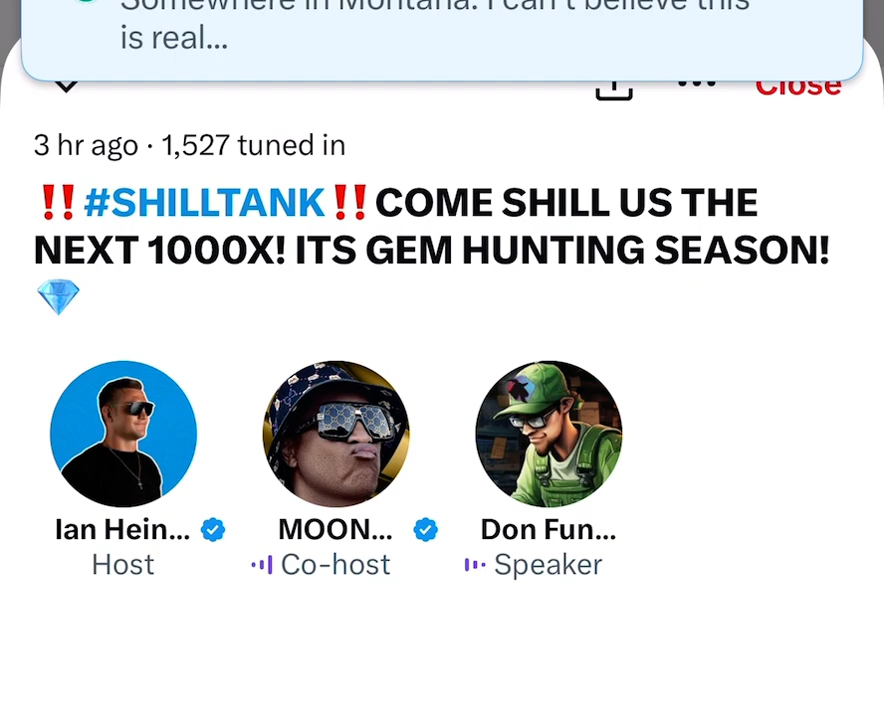 Somewhere in Montana. I can't believe this
is real...
Close
3 hr ago · 1,527 tuned in
‼️#SHILLTANK‼️COME SHILL US THE
NEXT 1000X! ITS GEM HUNTING SEASON!
💎
Ian Hein...
MOON...
Don Fun...
Host
Co-host
Speaker